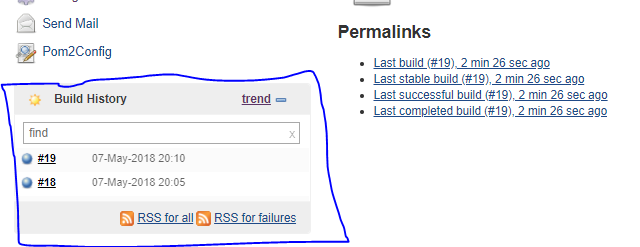 Send Mail
Pom2Config
Build History trend
find x
#19 07-May-2018 20:10
#18 07-May-2018 20:05
RSS for all RSS for failures
Permalinks
Last build (#19), 2 min 26 sec ago
Last stable build (#19), 2 min 26 sec ago
Last successful build (#19), 2 min 26 sec ago
Last completed build (#19), 2 min 26 sec ago